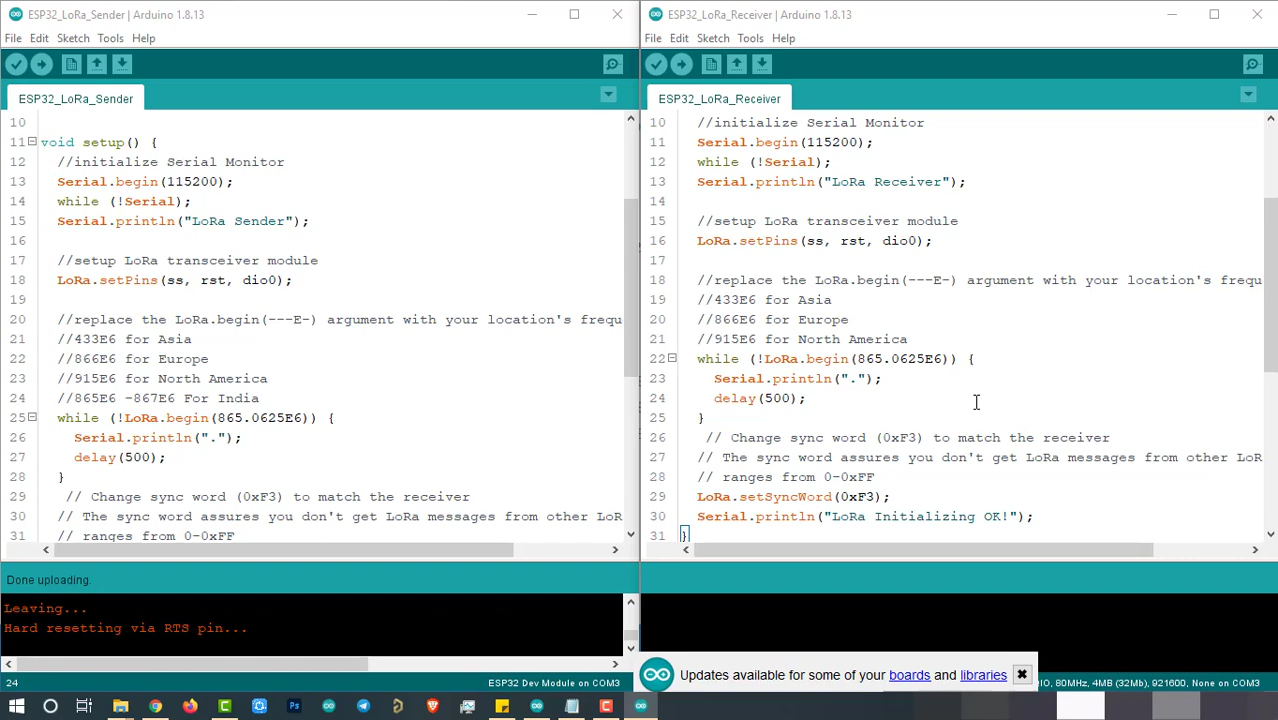 ESP32_LoRa_Sender | Arduino 1.8.13
File Edit Sketch Tools Help
ESP32_LoRa_Sender
10
11 void setup() {
12 //initialize Serial Monitor
13 Serial.begin(115200);
14 while (!Serial);
15 Serial.println("LoRa Sender");
16
17 //setup LoRa transceiver module
18 LoRa.setPins(ss, rst, dio0);
19
20 //replace the LoRa.begin(---E-) argument with your location's frequ
21 //433E6 for Asia
22 //866E6 for Europe
23 //915E6 for North America
24 //865E6 -867E6 For India
25 while (!LoRa.begin(865.0625E6)) {
26 Serial.println(".");
27 delay(500);
28 }
29 // Change sync word (0xF3) to match the receiver
30 // The sync word assures you don't get LoRa messages from other LoR
31 // ranges from 0-0xFF
Done uploading.
Leaving...
Hard resetting via RTS pin...
24 ESP32 Dev Module on COM3
ESP32_LoRa_Receiver | Arduino 1.8.13
File Edit Sketch Tools Help
ESP32_LoRa_Receiver
10 //initialize Serial Monitor
11 Serial.begin(115200);
12 while (!Serial);
13 Serial.println("LoRa Receiver");
14
15 //setup LoRa transceiver module
16 LoRa.setPins(ss, rst, dio0);
17
18 //replace the LoRa.begin(---E-) argument with your location's frequ
19 //433E6 for Asia
20 //866E6 for Europe
21 //915E6 for North America
22 while (!LoRa.begin(865.0625E6)) {
23 Serial.println(".");
24 delay(500);
25 }
26 // Change sync word (0xF3) to match the receiver
27 // The sync word assures you don't get LoRa messages from other LoR
28 // ranges from 0-0xFF
29 LoRa.setSyncWord(0xF3);
30 Serial.println("LoRa Initializing OK!");
31 }
Updates available for some of your boards and libraries
IO, 80MHz, 4MB (32Mb), 921600, None on COM3